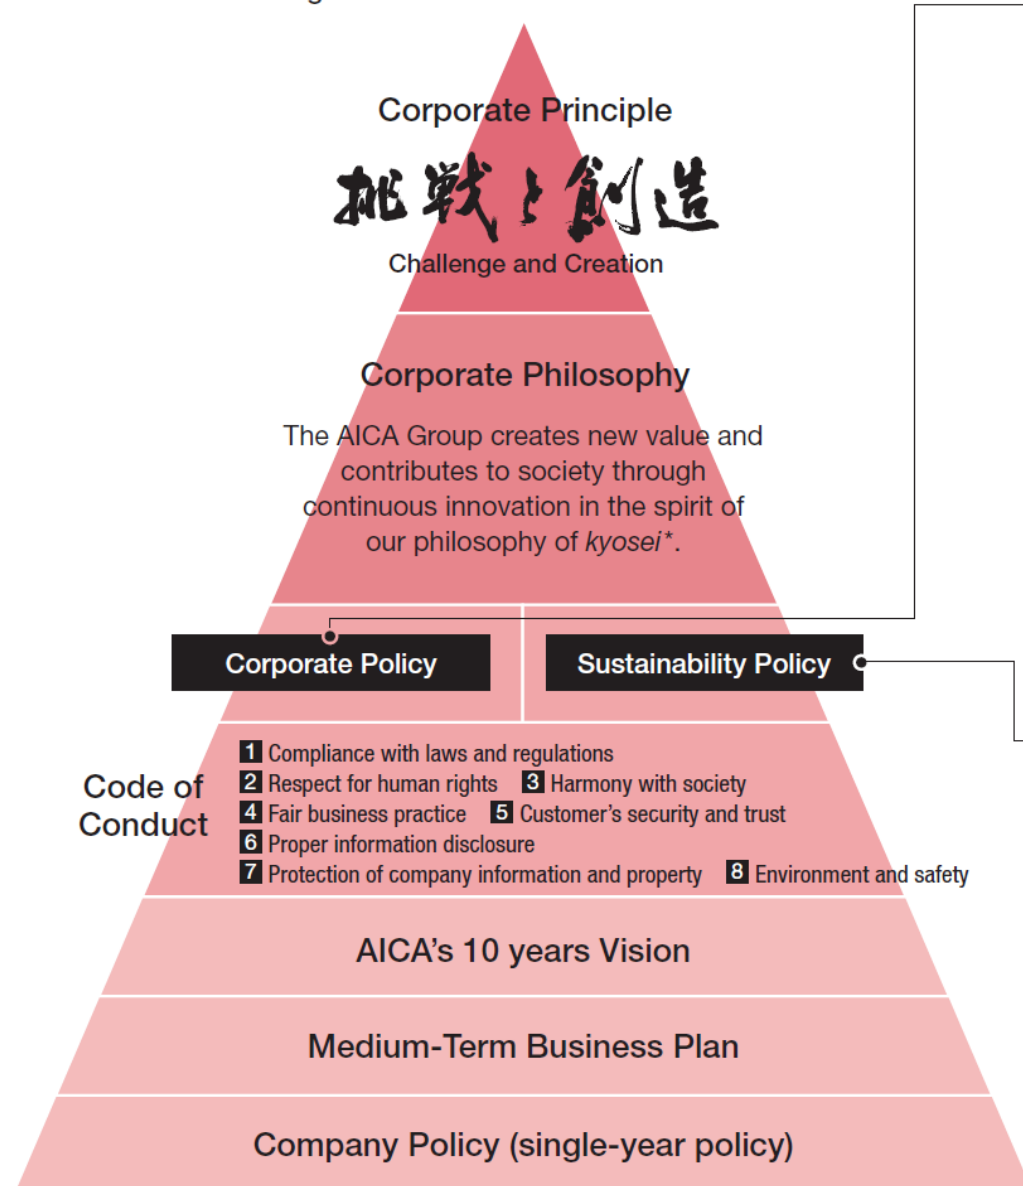 Corporate Principle
挑戦と創造
Challenge and Creation
Corporate Philosophy
The AICA Group creates new value and
contributes to society through
continuous innovation in the spirit of
our philosophy of kyosei*.
Corporate Policy
Sustainability Policy
Code of
Conduct
1 Compliance with laws and regulations
2 Respect for human rights 3 Harmony with society
4 Fair business practice 5 Customer's security and trust
6 Proper information disclosure
7 Protection of company information and property 8 Environment and safety
AICA's 10 years Vision
Medium-Term Business Plan
Company Policy (single-year policy)